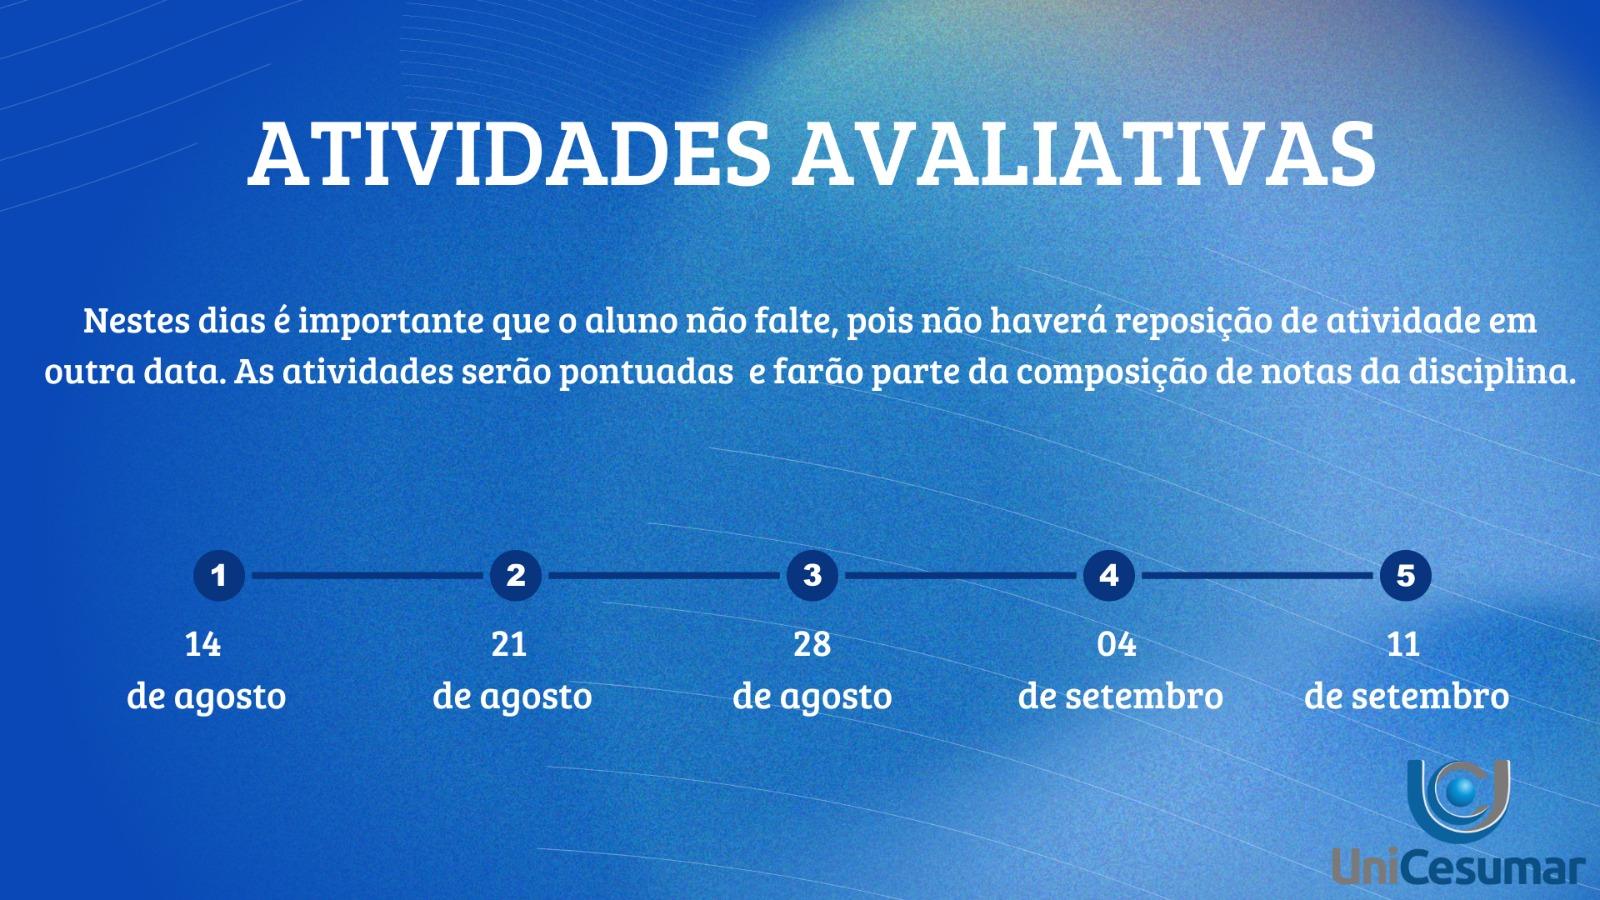 ATIVIDADES AVALIATIVAS
Nestes dias é importante que o aluno não falte, pois não haverá reposição de atividade em
outra data. As atividades serão pontuadas  e farão parte da composição de notas da disciplina.
1 2 3 4 5
14 21 28 04 11
de agosto de agosto de agosto de setembro de setembro
UniCesumar